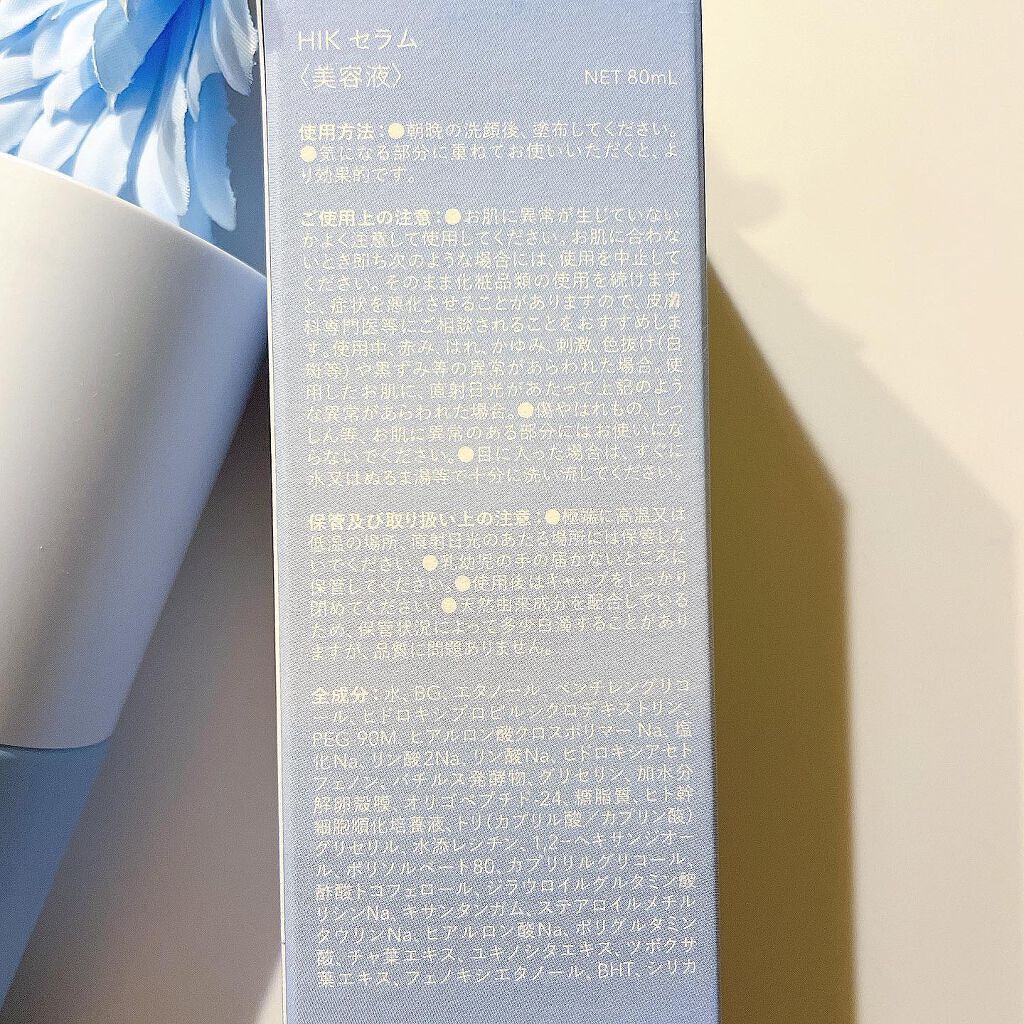 HIK セラム
〈美容液〉 NET 80mL
使用方法：●朝晩の洗顔後、塗布してください。
●気になる部分に重ねてお使いいただくと、よ
り効果的です。
ご使用上の注意：●お肌に異常が生じていない
かよく注意して使用してください。お肌に合わな
いとき即ち次のような場合には、使用を中止して
ください。そのまま化粧品類の使用を続けます
と、症状を悪化させることがありますので、皮膚
科専門医等にご相談されることをおすすめしま
す。使用中、赤み、はれ、かゆみ、刺激、色抜け（白
斑等）や黒ずみ等の異常があらわれた場合。使
用したお肌に、直射日光があたって上記のよう
な異常があらわれた場合。●傷やはれもの、しっ
しん等、お肌に異常のある部分にはお使いにな
らないでください。●目に入った場合は、すぐに
水又はぬるま湯等で十分に洗い流してください。
保管及び取り扱い上の注意：●極端に高温又は
低温の場所、直射日光のあたる場所には保管しな
いでください。●乳幼児の手の届かないところに
保管してください。●使用後はキャップをしっかり
閉めてください。●天然由来成分を配合している
ため、保管状況によって多少白濁することがあり
ますが、品質に問題ありません。
全成分：水、BG、エタノール、ペンチレングリコ
ール、ヒドロキシプロピルシクロデキストリン、
PEG-90M、ヒアルロン酸クロスポリマーNa、塩
化Na、リン酸2Na、リン酸Na、ヒドロキシアセト
フェノン、バチルス発酵物、グリセリン、加水分
解卵殻膜、オリゴペプチド-24、糖脂質、ヒト幹
細胞順化培養液、トリ（カプリル酸／カプリン酸）
グリセリル、水添レシチン、1,2-ヘキサンジオー
ル、ポリソルベート80、カプリリルグリコール、
酢酸トコフェロール、ジラウロイルグルタミン酸
リシンNa、キサンタンガム、ステアロイルメチル
タウリンNa、ヒアルロン酸Na、ポリグルタミン
酸、チャ葉エキス、ユキノシタエキス、ツボクサ
葉エキス、フェノキシエタノール、BHT、シリカ